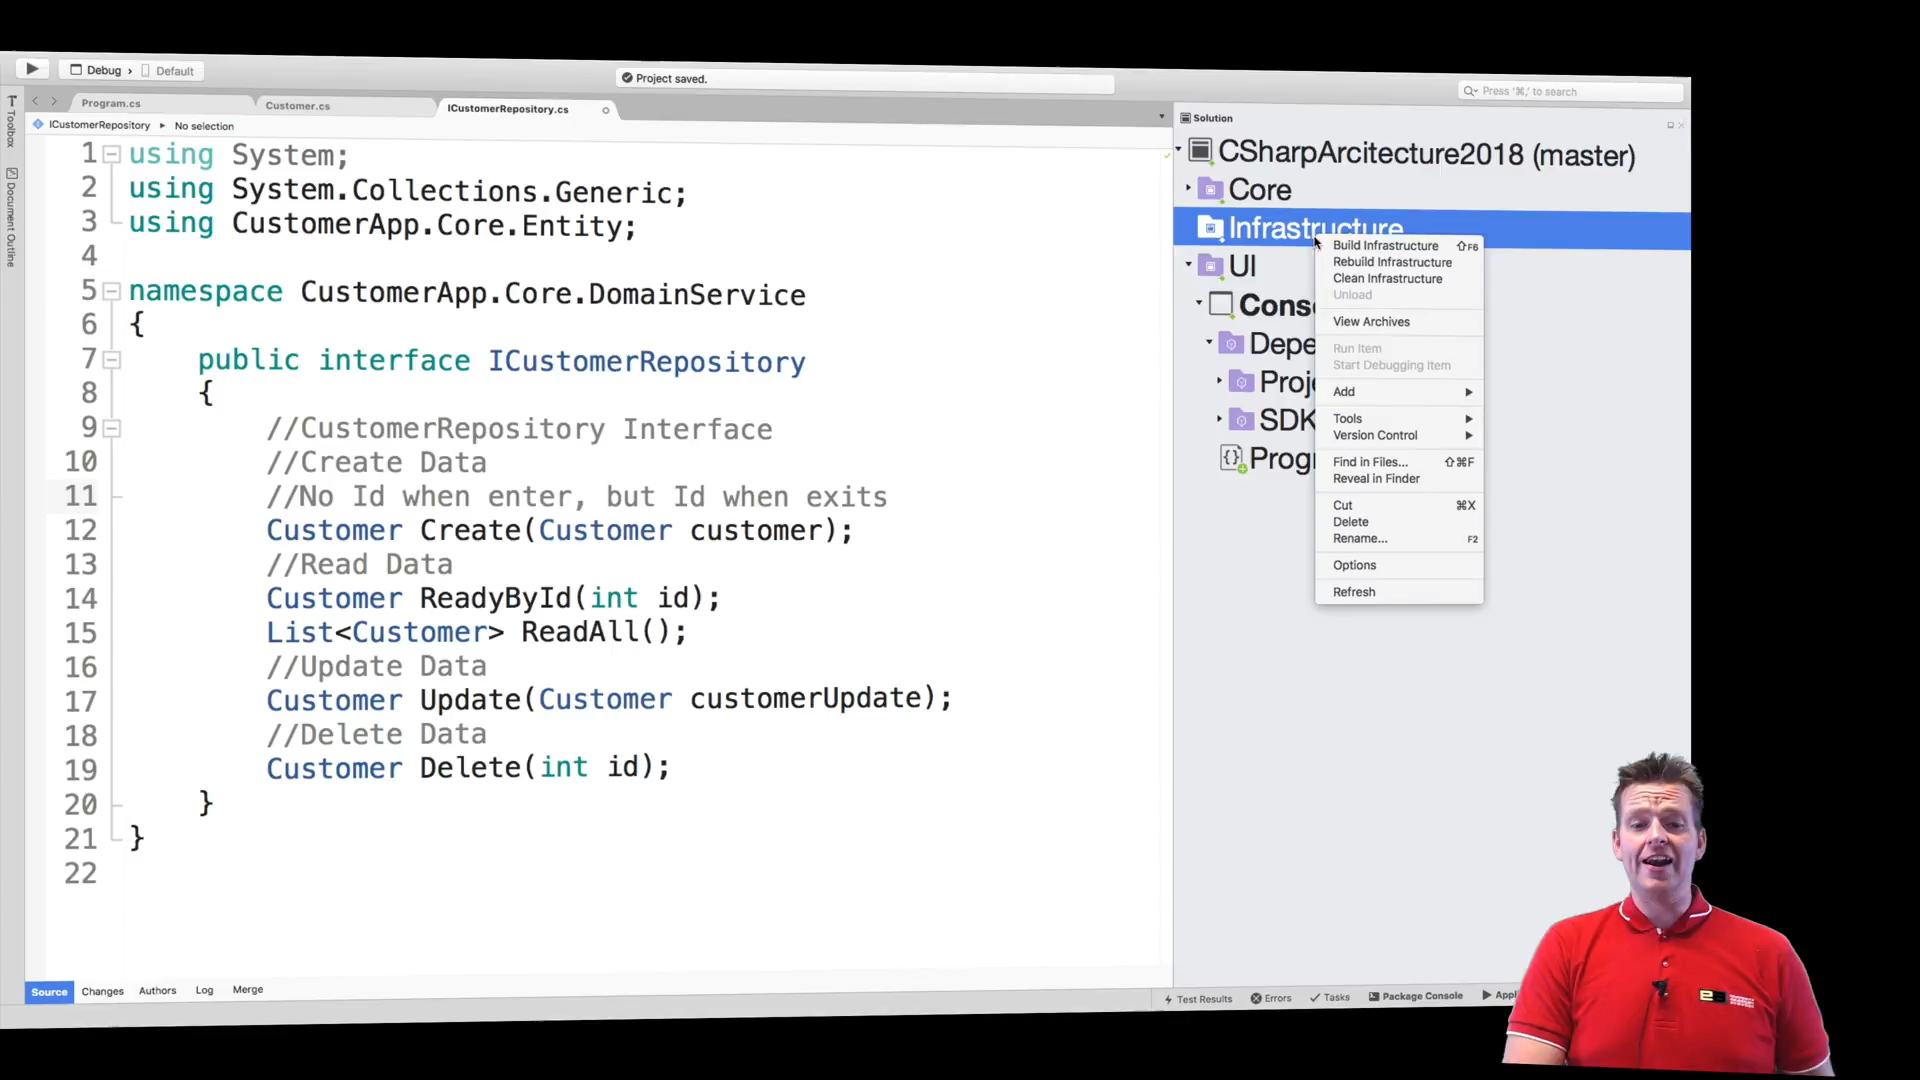 Debug › Default
Project saved.
Press '⌘.' to search
Program.cs
Customer.cs
ICustomerRepository.cs
ICustomerRepository ▸ No selection
Toolbox
Document Outline
1 using System;
2 using System.Collections.Generic;
3 using CustomerApp.Core.Entity;
4
5 namespace CustomerApp.Core.DomainService
6 {
7 public interface ICustomerRepository
8 {
9 //CustomerRepository Interface
10 //Create Data
11 //No Id when enter, but Id when exits
12 Customer Create(Customer customer);
13 //Read Data
14 Customer ReadyById(int id);
15 List<Customer> ReadAll();
16 //Update Data
17 Customer Update(Customer customerUpdate);
18 //Delete Data
19 Customer Delete(int id);
20 }
21 }
22
Solution
CSharpArcitecture2018 (master)
Core
Infrastructure
UI
Cons
Depe
Proj
SDK
Progr
Build Infrastructure ⇧F6
Rebuild Infrastructure
Clean Infrastructure
Unload
View Archives
Run Item
Start Debugging Item
Add
Tools
Version Control
Find in Files... ⇧⌘F
Reveal in Finder
Cut ⌘X
Delete
Rename... F2
Options
Refresh
Source Changes Authors Log Merge
Test Results Errors Tasks Package Console Appl